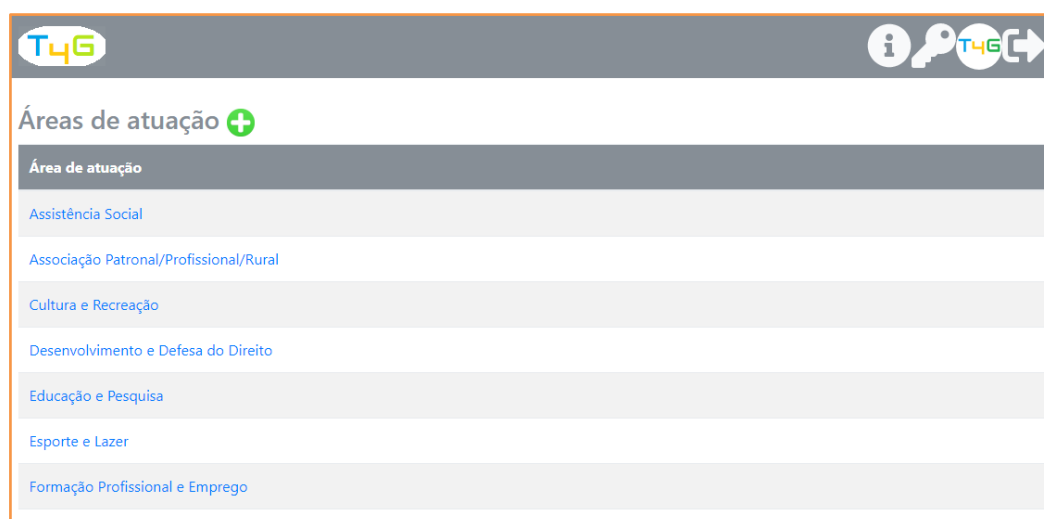 T4G
T4G
Áreas de atuação
Área de atuação
Assistência Social
Associação Patronal/Profissional/Rural
Cultura e Recreação
Desenvolvimento e Defesa do Direito
Educação e Pesquisa
Esporte e Lazer
Formação Profissional e Emprego